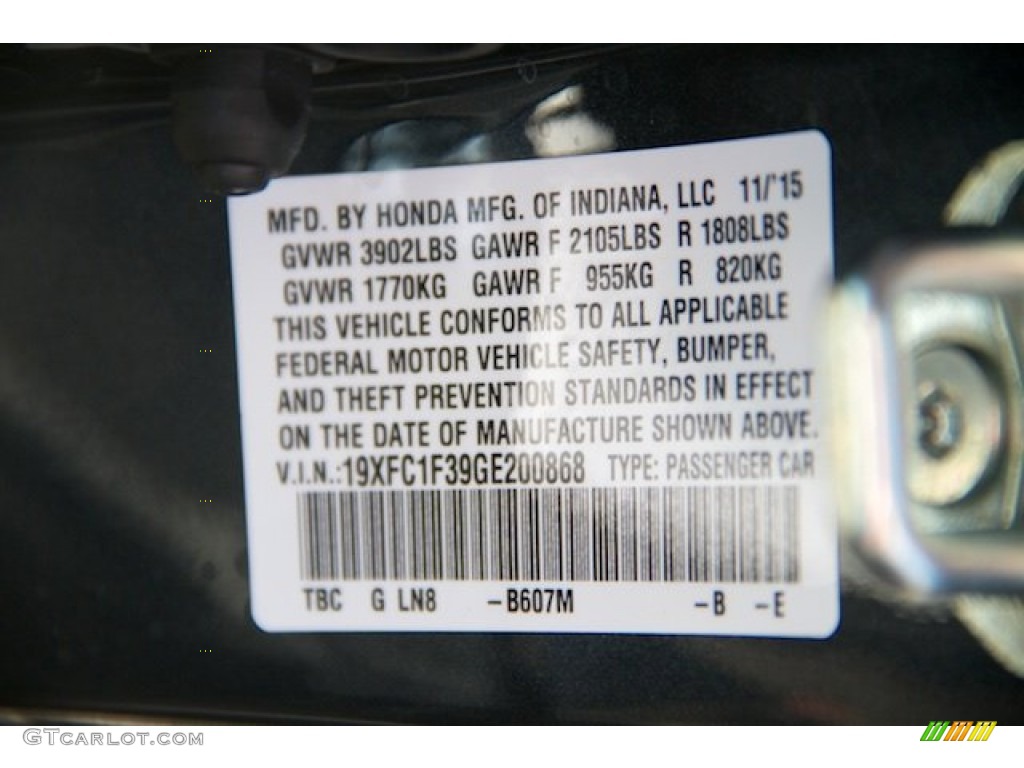 MFD. BY HONDA MFG. OF INDIANA, LLC 11/'15
GVWR 3902LBS GAWR F 2105LBS R 1808LBS
GVWR 1770KG GAWR F 955KG R 820KG
THIS VEHICLE CONFORMS TO ALL APPLICABLE
FEDERAL MOTOR VEHICLE SAFETY, BUMPER,
AND THEFT PREVENTION STANDARDS IN EFFECT
ON THE DATE OF MANUFACTURE SHOWN ABOVE.
V.I.N.:19XFC1F39GE200868 TYPE: PASSENGER CAR
TBC G LN8 -B607M -B -E
GTCARLOT.COM